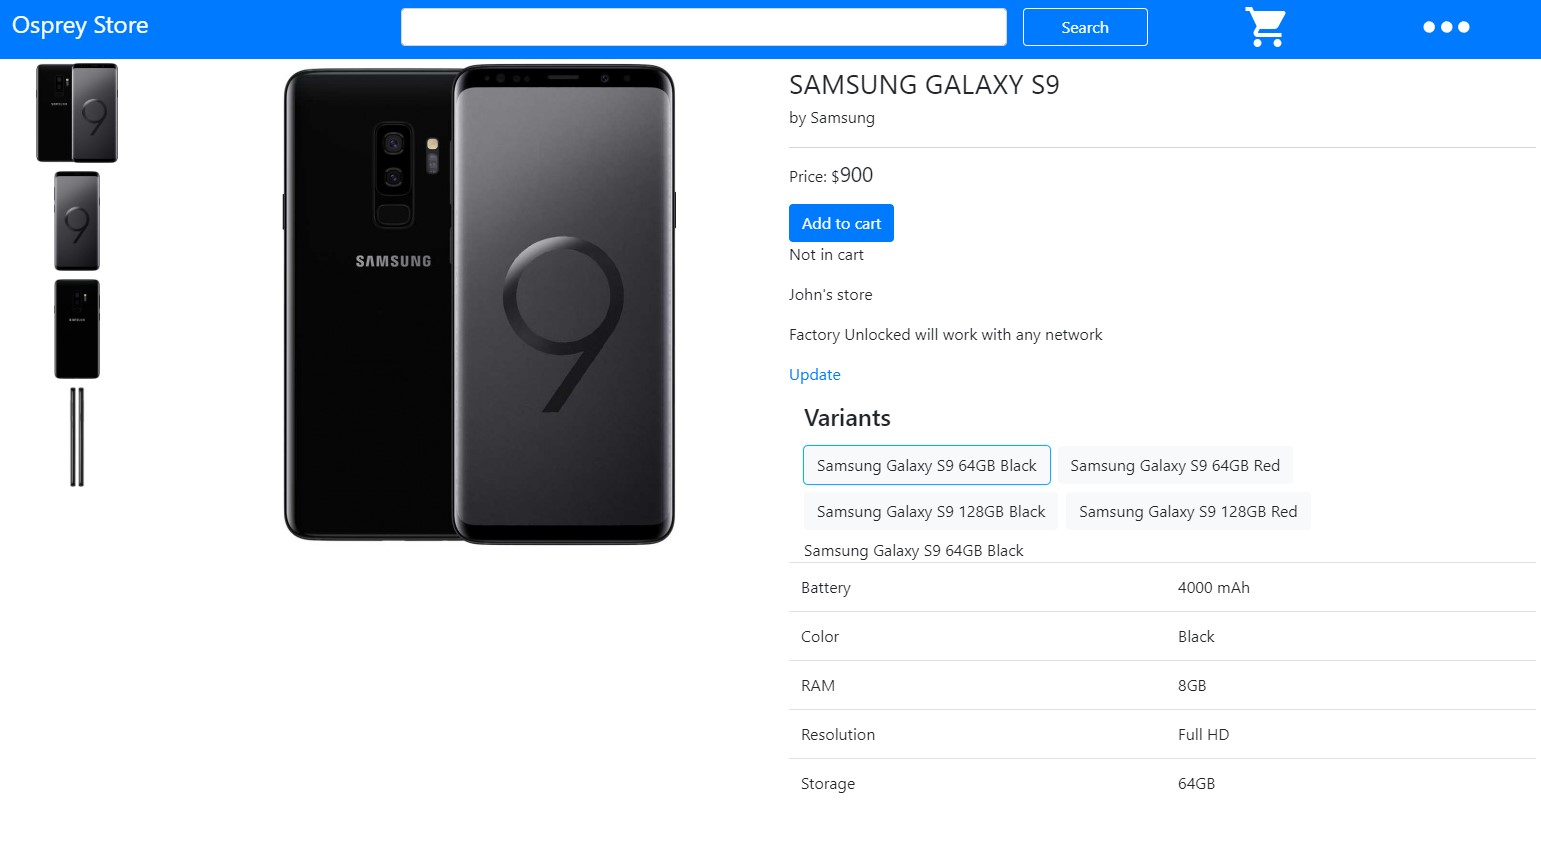 Osprey Store
Search
SAMSUNG
9
SAMSUNG GALAXY S9
by Samsung
Price: $900
Add to cart
Not in cart
John's store
Factory Unlocked will work with any network
Update
Variants
Samsung Galaxy S9 64GB Black
Samsung Galaxy S9 64GB Red
Samsung Galaxy S9 128GB Black
Samsung Galaxy S9 128GB Red
Samsung Galaxy S9 64GB Black
Battery 4000 mAh
Color Black
RAM 8GB
Resolution Full HD
Storage 64GB